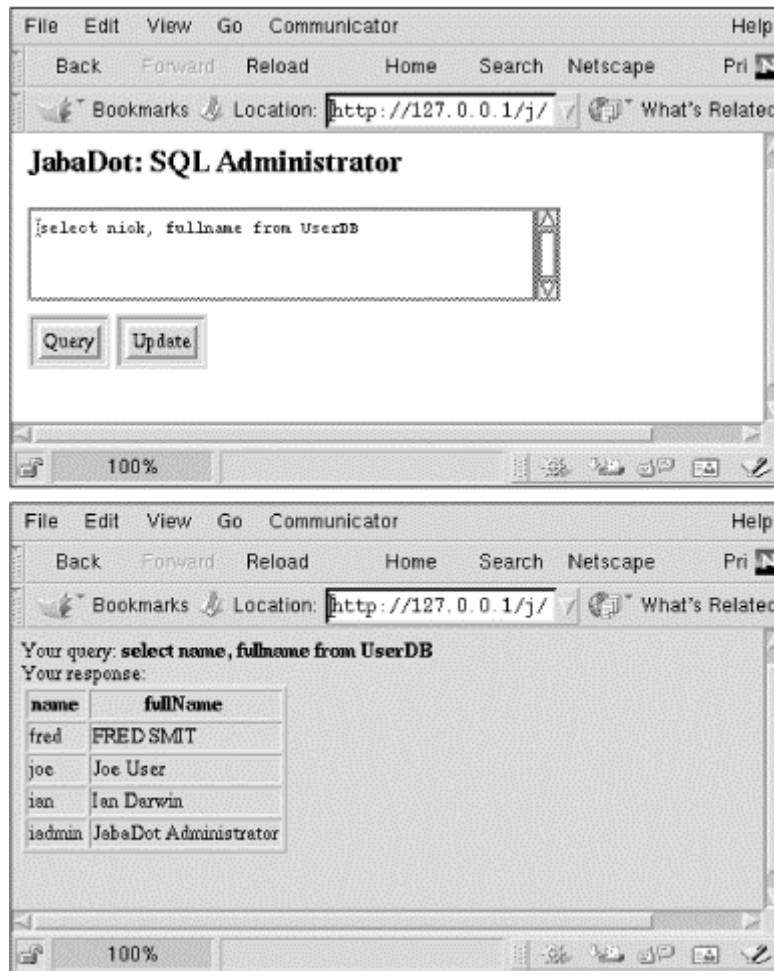 File Edit View Go Communicator Help
Back Forward Reload Home Search Netscape Pri N
Bookmarks Location: http://127.0.0.1/j/ What's Related
JabaDot: SQL Administrator
select nick, fullname from UserDB
Query Update
100%
File Edit View Go Communicator Help
Back Forward Reload Home Search Netscape Pri N
Bookmarks Location: http://127.0.0.1/j/ What's Related
Your query: select name, fullname from UserDB
Your response:
name fullName
fred FRED SMIT
joe Joe User
ian Ian Darwin
iadmin JabaDot Administrator
100%